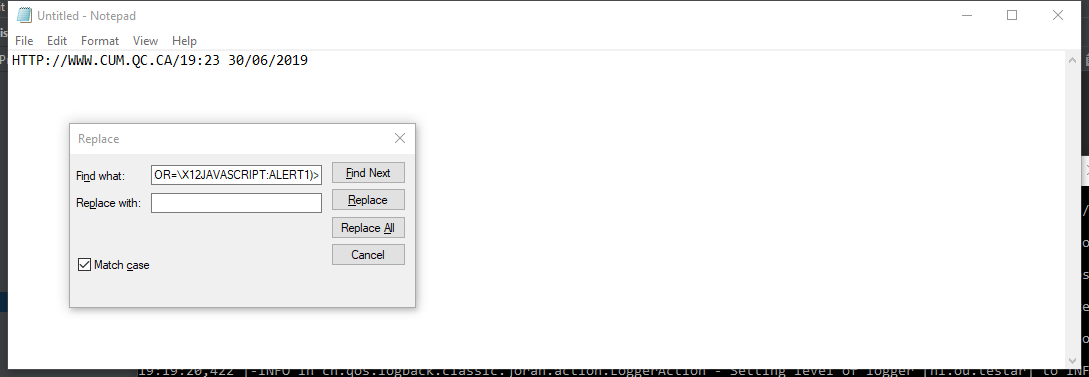 Untitled - Notepad
File Edit Format View Help
HTTP://WWW.CUM.QC.CA/19:23 30/06/2019
Replace
Find what: OR=\X12JAVASCRIPT:ALERT1)> Find Next
Replace with: Replace
Replace All
Cancel
Match case
19:19:20,422 |-INFO in ch.qos.logback.classic.joran.action.LoggerAction - Setting level of logger [nl.ou.testar] to INF